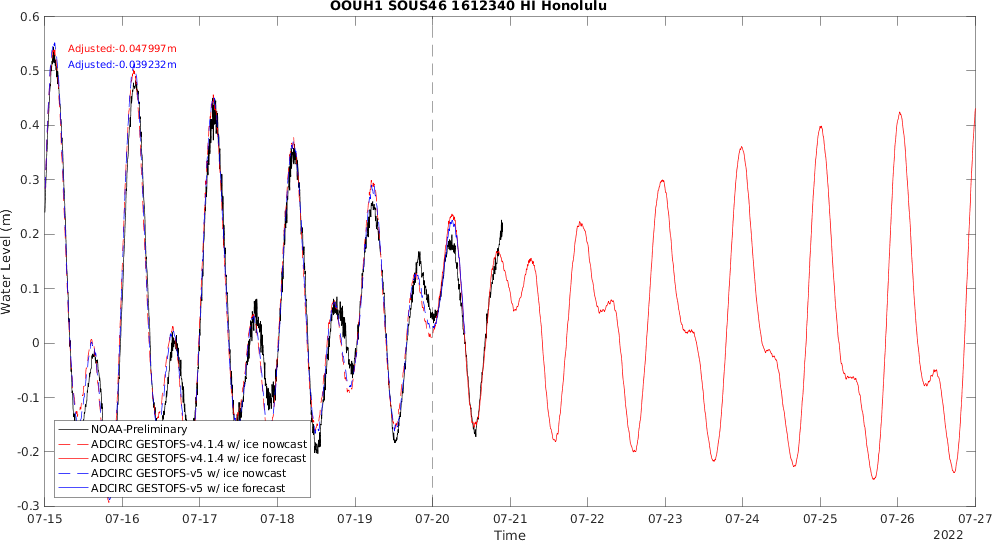 OOUH1 SOUS46 1612340 HI Honolulu
Adjusted:-0.047997m
Adjusted:-0.039232m
0.6
0.5
0.4
0.3
0.2
0.1
0
-0.1
-0.2
-0.3
Water Level (m)
NOAA-Preliminary
ADCIRC GESTOFS-v4.1.4 w/ ice nowcast
ADCIRC GESTOFS-v4.1.4 w/ ice forecast
ADCIRC GESTOFS-v5 w/ ice nowcast
ADCIRC GESTOFS-v5 w/ ice forecast
07-15 07-16 07-17 07-18 07-19 07-20 07-21 07-22 07-23 07-24 07-25 07-26 07-27
Time
2022